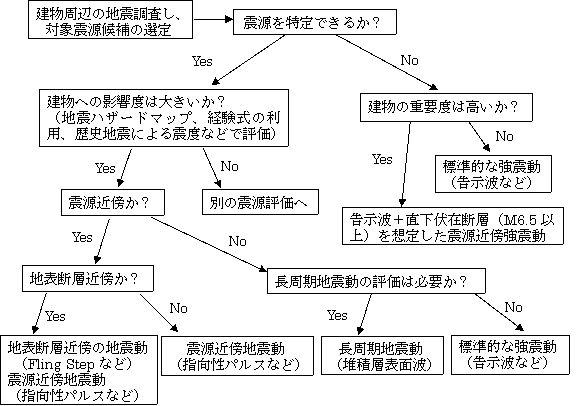 建物周辺の地震調査し、
対象震源候補の選定
震源を特定できるか？
Yes
No
建物への影響度は大きいか？
（地震ハザードマップ、経験式の利
用、歴史地震による震度などで評価）
建物の重要度は高いか？
Yes
No
Yes
No
標準的な強震動
（告示波など）
震源近傍か？
別の震源評価へ
告示波＋直下伏在断層（M6.5 以
上）を想定した震源近傍強震動
Yes
No
地表断層近傍か？
長周期地震動の評価は必要か？
Yes
No
Yes
No
地表断層近傍の地震動
（Fling Step など）
震源近傍地震動
（指向性パルスなど）
震源近傍地震動
（指向性パルスなど）
長周期地震動
（堆積層表面波）
標準的な強震動
（告示波など）